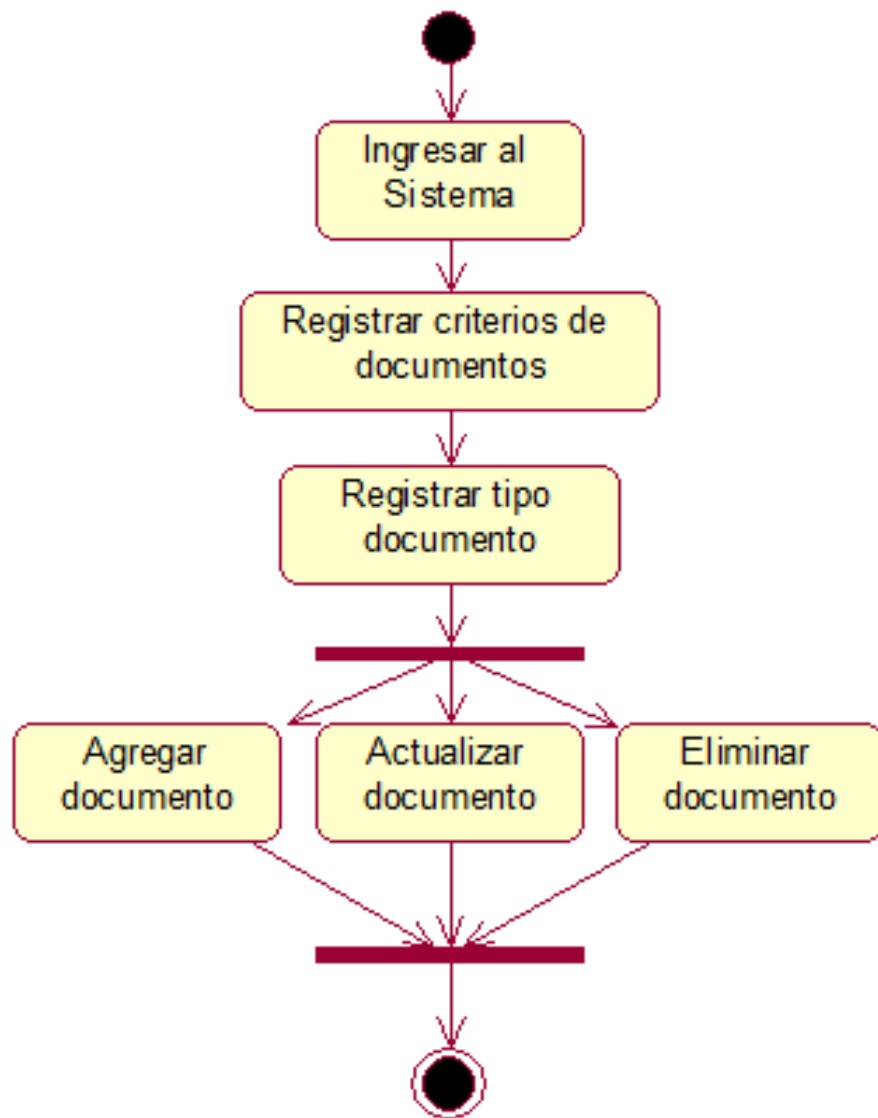 Ingresar al
Sistema
Registrar criterios de
documentos
Registrar tipo
documento
Agregar
documento
Actualizar
documento
Eliminar
documento